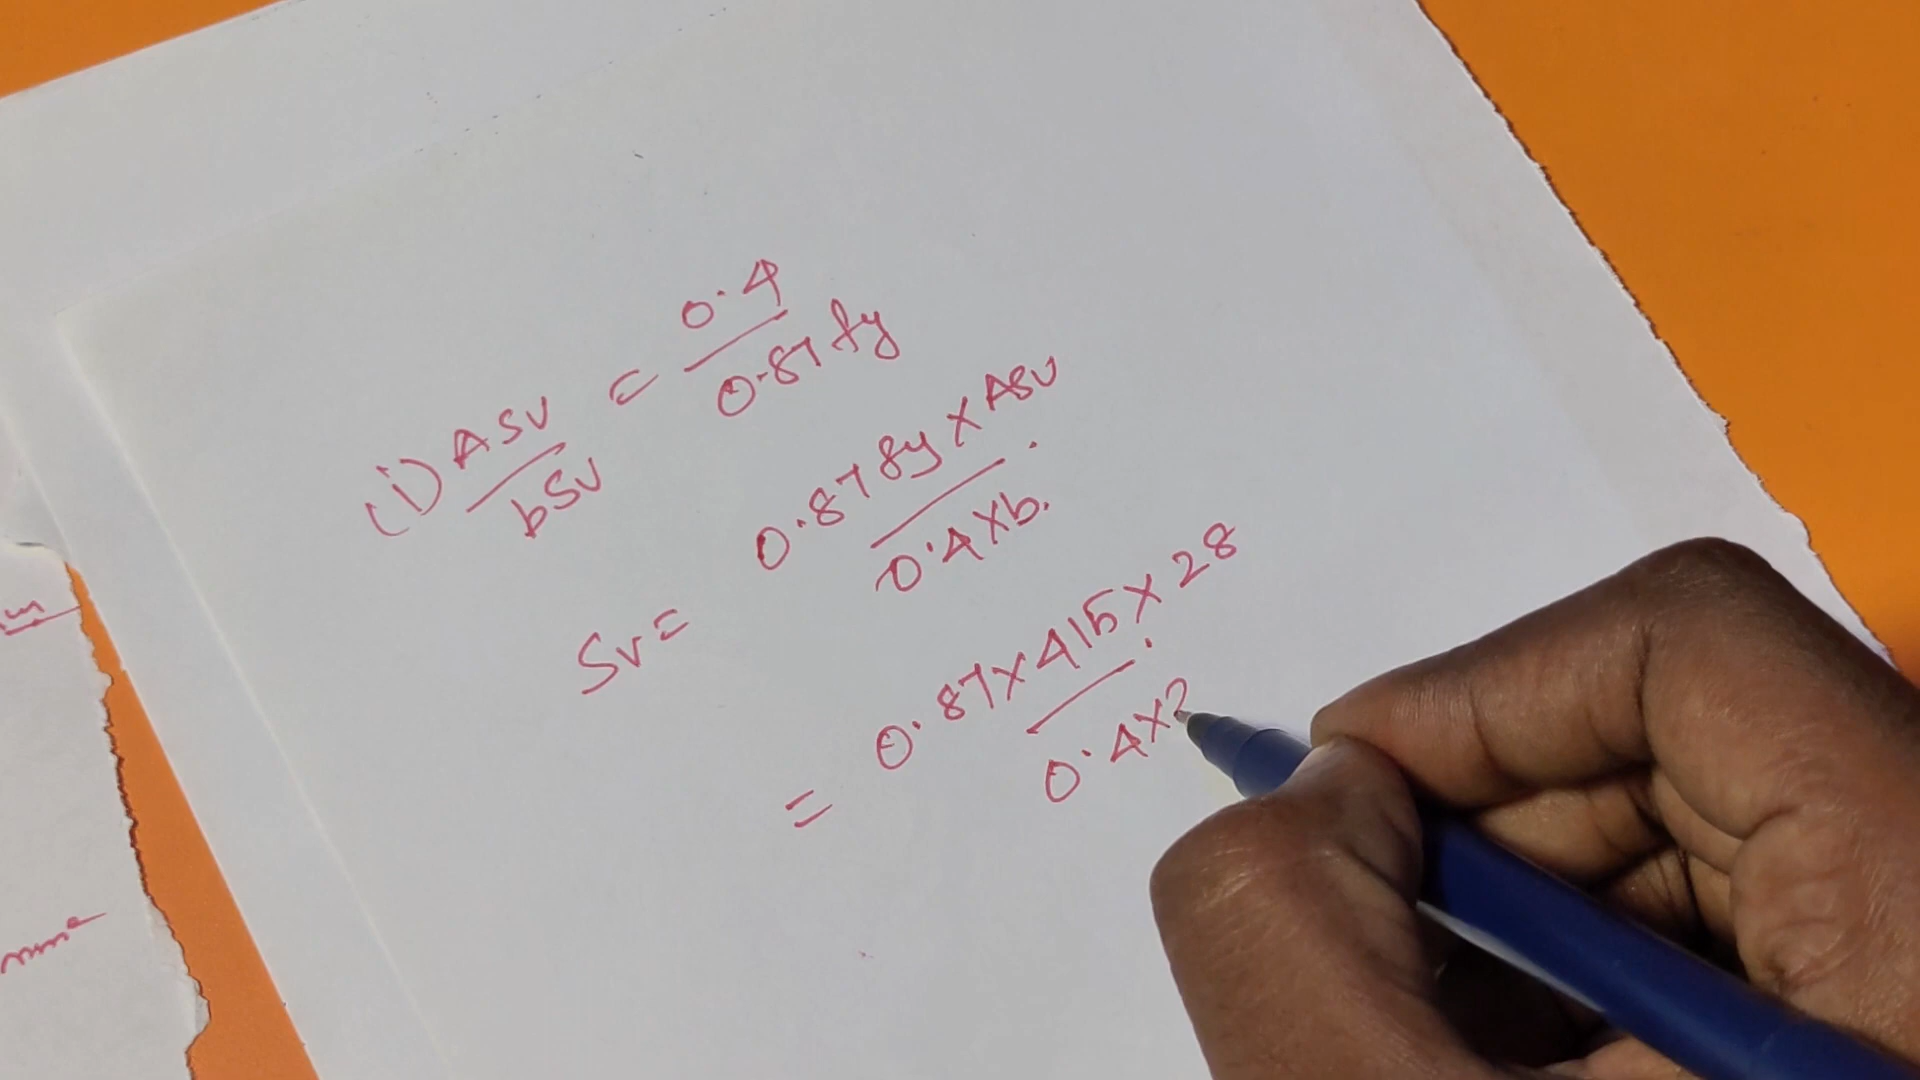 (i) Asv/bSv = 0.4/0.87fy
Sv = 0.87fy × Asv/0.4×b.
= 0.87×415×28/0.4×2
mm²